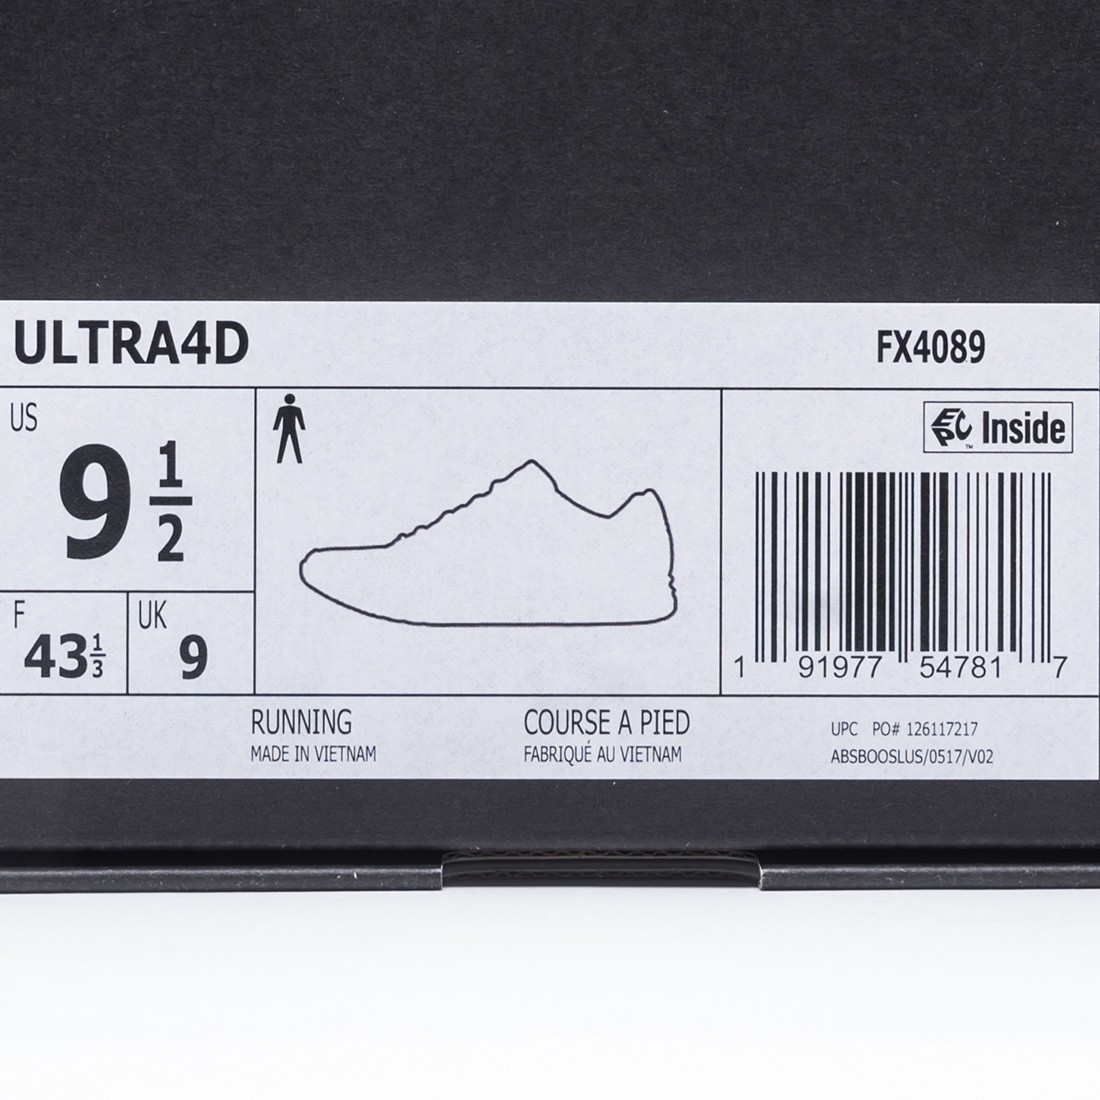 ULTRA4D
FX4089
US
9 1/2
F
43 1/3
UK
9
EPC Inside
™
1 91977 54781 7
RUNNING
MADE IN VIETNAM
COURSE A PIED
FABRIQUÉ AU VIETNAM
UPC PO# 126117217
ABSBOOSLUS/0517/V02